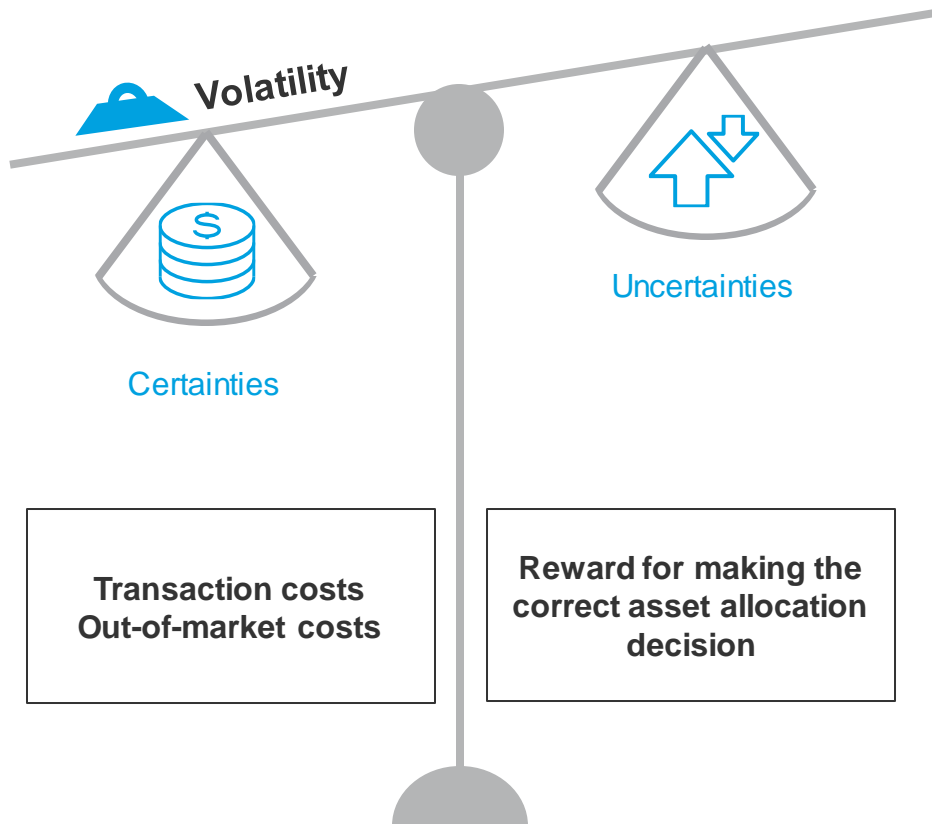 Volatility
$
Uncertainties
Certainties
Transaction costs
Out-of-market costs
Reward for making the
correct asset allocation
decision